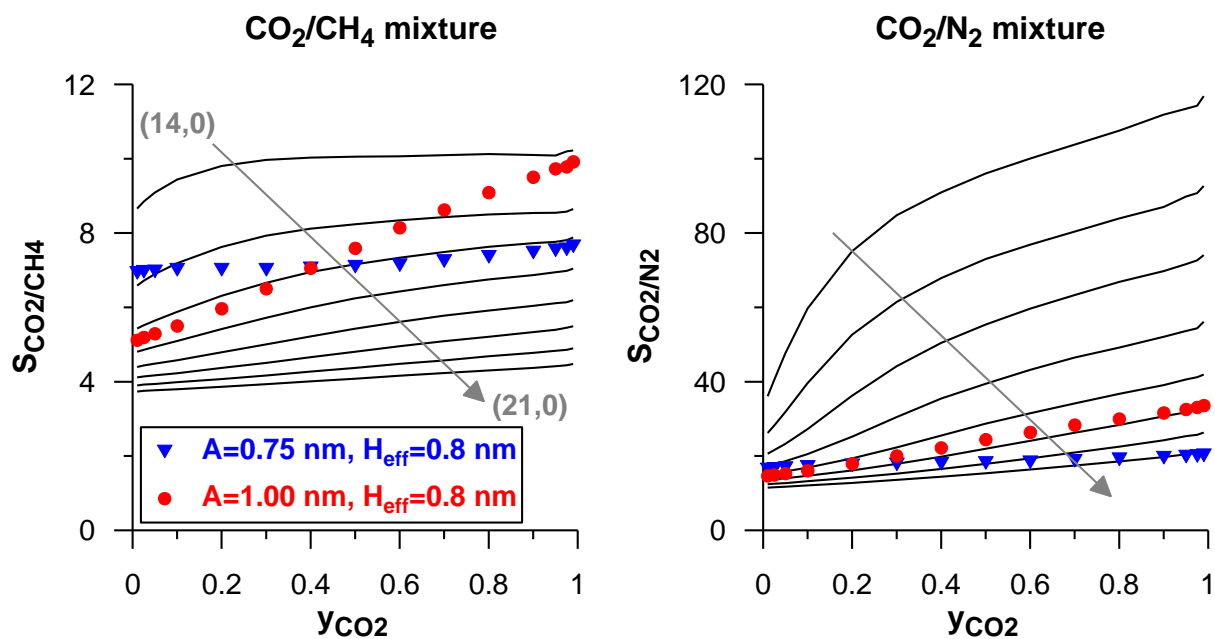 CO2/CH4 mixture
12
8
4
0
SCO2/CH4
(14,0)
(21,0)
A=0.75 nm, Heff=0.8 nm
A=1.00 nm, Heff=0.8 nm
0 0.2 0.4 0.6 0.8 1
yCO2
CO2/N2 mixture
120
80
40
0
SCO2/N2
0 0.2 0.4 0.6 0.8 1
yCO2